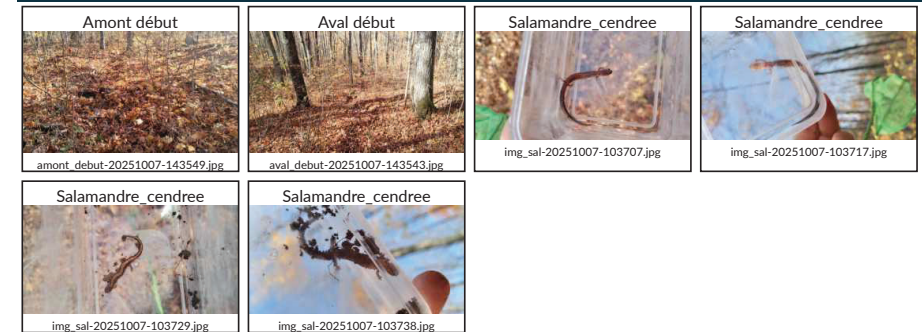 Amont début
amont_debut-20251007-143549.jpg
Aval début
aval_debut-20251007-143543.jpg
Salamandre_cendree
img_sal-20251007-103707.jpg
Salamandre_cendree
img_sal-20251007-103717.jpg
Salamandre_cendree
img_sal-20251007-103729.jpg
Salamandre_cendree
img_sal-20251007-103738.jpg